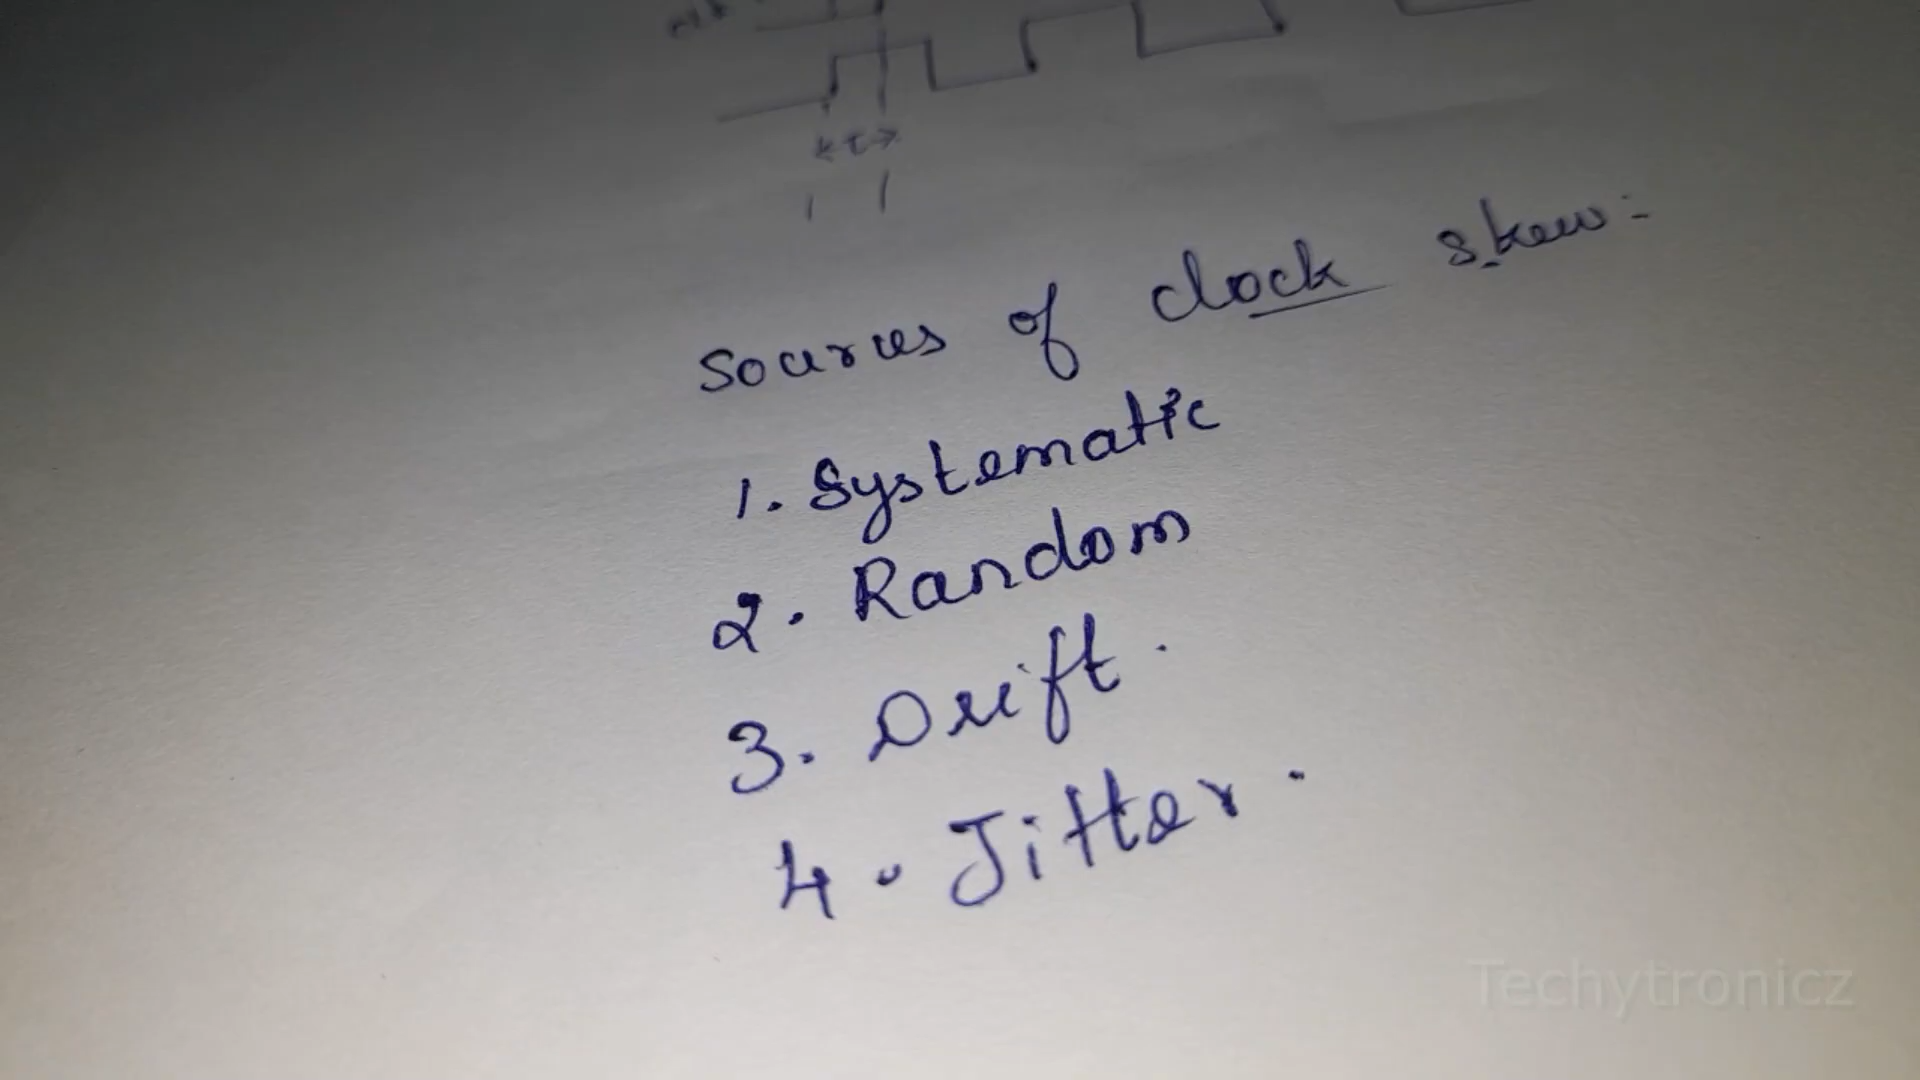 ← t →
Sources of clock skew:-
1. Systematic
2. Random
3. Drift.
4. Jitter.
Techytronicz